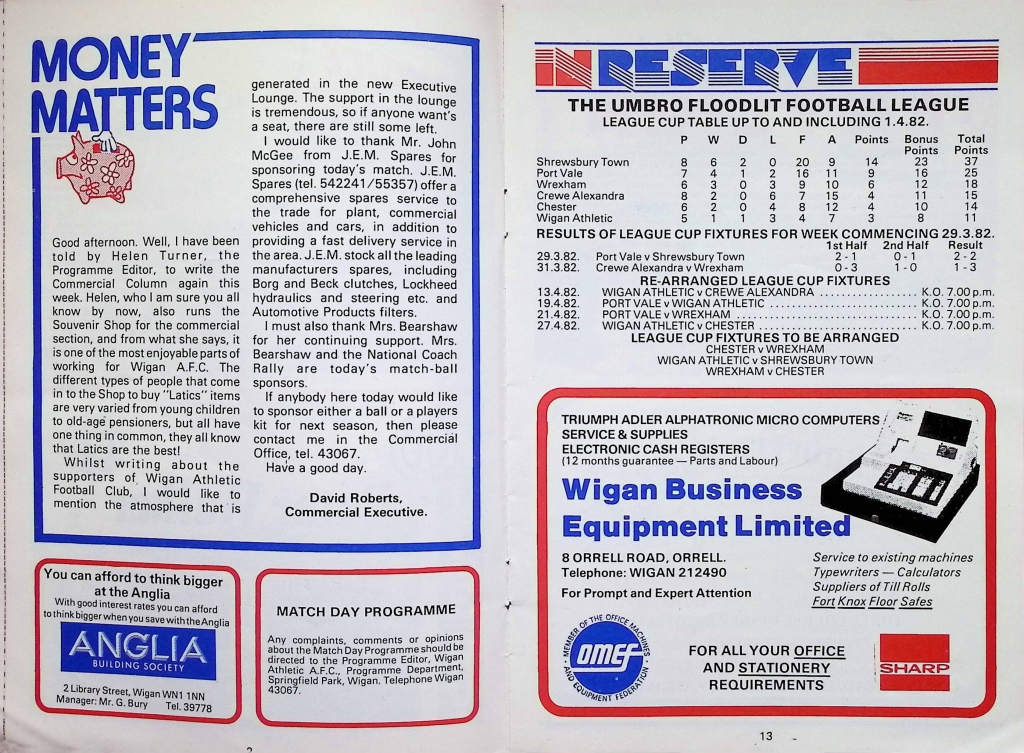 MONEY
MATTERS
Good afternoon. Well, I have been
told by Helen Turner, the
Programme Editor, to write the
Commercial Column again this
week. Helen, who I am sure you all
know by now, also runs the
Souvenir Shop for the commercial
section, and from what she says, it
is one of the most enjoyable parts of
working for Wigan A.F.C. The
different types of people that come
in to the Shop to buy "Latics" items
are very varied from young children
to old-age pensioners, but all have
one thing in common, they all know
that Latics are the best!
Whilst writing about the
supporters of Wigan Athletic
Football Club, I would like to
mention the atmosphere that is
generated in the new Executive
Lounge. The support in the lounge
is tremendous, so if anyone want's
a seat, there are still some left.
I would like to thank Mr. John
McGee from J.E.M. Spares for
sponsoring today's match. J.E.M.
Spares (tel. 542241/55357) offer a
comprehensive spares service to
the trade for plant, commercial
vehicles and cars, in addition to
providing a fast delivery service in
the area. J.E.M. stock all the leading
manufacturers spares, including
Borg and Beck clutches, Lockheed
hydraulics and steering etc. and
Automotive Products filters.
I must also thank Mrs. Bearshaw
for her continuing support. Mrs.
Bearshaw and the National Coach
Rally are today's match-ball
sponsors.
If anybody here today would like
to sponsor either a ball or a players
kit for next season, then please
contact me in the Commercial
Office, tel. 43067.
Have a good day.
David Roberts,
Commercial Executive.
You can afford to think bigger
at the Anglia
With good interest rates you can afford
to think bigger when you save with the Anglia
ANGLIA
BUILDING SOCIETY
2 Library Street, Wigan WN1 1NN
Manager: Mr. G. Bury Tel. 39778
MATCH DAY PROGRAMME
Any complaints, comments or opinions
about the Match Day Programme should be
directed to the Programme Editor, Wigan
Athletic A.F.C., Programme Department,
Springfield Park, Wigan. Telephone Wigan
43067.
IN RESERVE
THE UMBRO FLOODLIT FOOTBALL LEAGUE
LEAGUE CUP TABLE UP TO AND INCLUDING 1.4.82.
P W D L F A Points Bonus Points Total Points
Shrewsbury Town 8 6 2 0 20 9 14 23 37
Port Vale 7 4 1 2 16 11 9 16 25
Wrexham 6 3 0 3 9 10 6 12 18
Crewe Alexandra 8 2 0 6 7 15 4 11 15
Chester 6 2 0 4 8 12 4 10 14
Wigan Athletic 5 1 1 3 4 7 3 8 11
RESULTS OF LEAGUE CUP FIXTURES FOR WEEK COMMENCING 29.3.82.
1st Half 2nd Half Result
29.3.82. Port Vale v Shrewsbury Town 2 - 1 0 - 1 2 - 2
31.3.82. Crewe Alexandra v Wrexham 0 - 3 1 - 0 1 - 3
RE-ARRANGED LEAGUE CUP FIXTURES
13.4.82. WIGAN ATHLETIC v CREWE ALEXANDRA ................. K.O. 7.00 p.m.
19.4.82. PORT VALE v WIGAN ATHLETIC ......................... K.O. 7.00 p.m.
21.4.82. PORT VALE v WREXHAM ................................ K.O. 7.00 p.m.
27.4.82. WIGAN ATHLETIC v CHESTER ........................... K.O. 7.00 p.m.
LEAGUE CUP FIXTURES TO BE ARRANGED
CHESTER v WREXHAM
WIGAN ATHLETIC v SHREWSBURY TOWN
WREXHAM v CHESTER
TRIUMPH ADLER ALPHATRONIC MICRO COMPUTERS
SERVICE & SUPPLIES
ELECTRONIC CASH REGISTERS
(12 months guarantee — Parts and Labour)
Wigan Business
Equipment Limited
8 ORRELL ROAD, ORRELL.
Telephone: WIGAN 212490
For Prompt and Expert Attention
Service to existing machines
Typewriters — Calculators
Suppliers of Till Rolls
Fort Knox Floor Safes
MEMBER OF THE OFFICE MACHINES
OMEF
AND EQUIPMENT FEDERATION
FOR ALL YOUR OFFICE
AND STATIONERY
REQUIREMENTS
SHARP
13